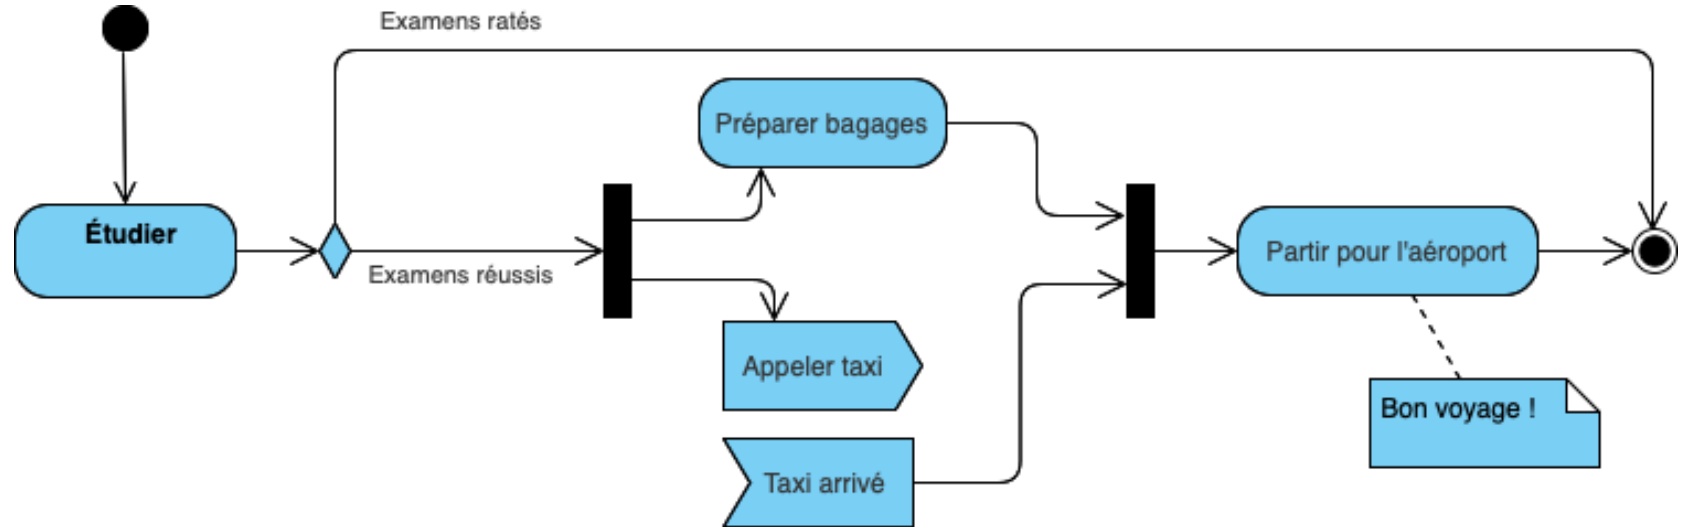 Examens ratés
Préparer bagages
Étudier
Examens réussis
Partir pour l'aéroport
Appeler taxi
Bon voyage !
Taxi arrivé